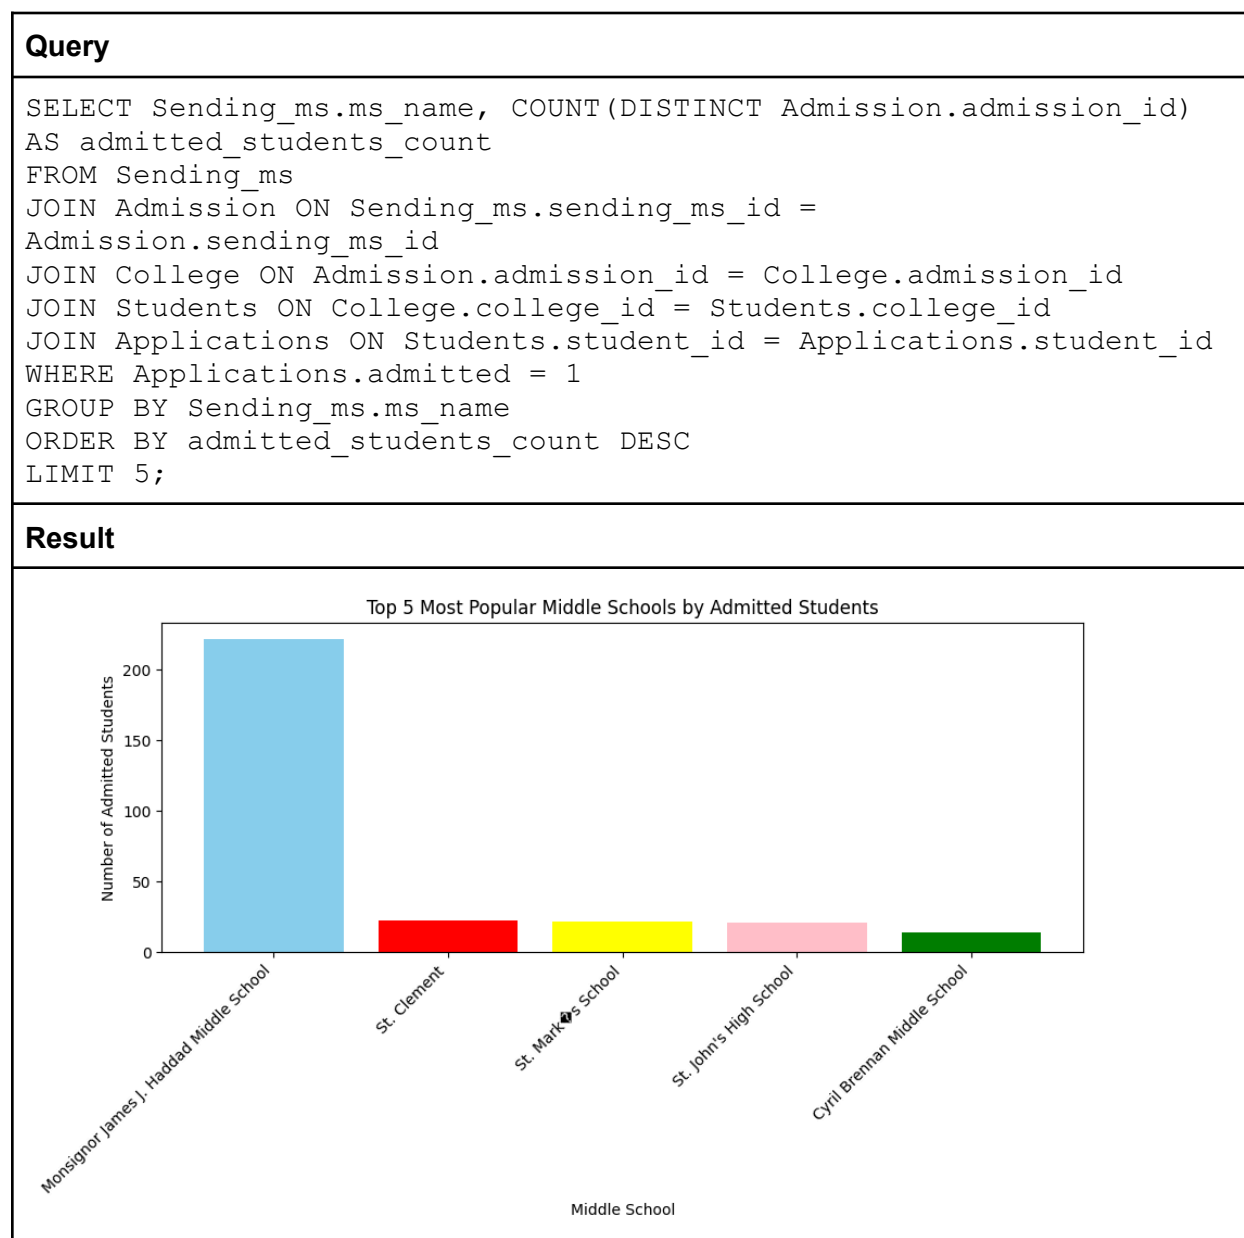 Query
SELECT Sending_ms.ms_name, COUNT(DISTINCT Admission.admission_id)
AS admitted_students_count
FROM Sending_ms
JOIN Admission ON Sending_ms.sending_ms_id =
Admission.sending_ms_id
JOIN College ON Admission.admission_id = College.admission_id
JOIN Students ON College.college_id = Students.college_id
JOIN Applications ON Students.student_id = Applications.student_id
WHERE Applications.admitted = 1
GROUP BY Sending_ms.ms_name
ORDER BY admitted_students_count DESC
LIMIT 5;
Result
Top 5 Most Popular Middle Schools by Admitted Students
Number of Admitted Students
200
150
100
50
0
Monsignor James J. Haddad Middle School
St. Clement
St. Mark�s School
St. John's High School
Cyril Brennan Middle School
Middle School